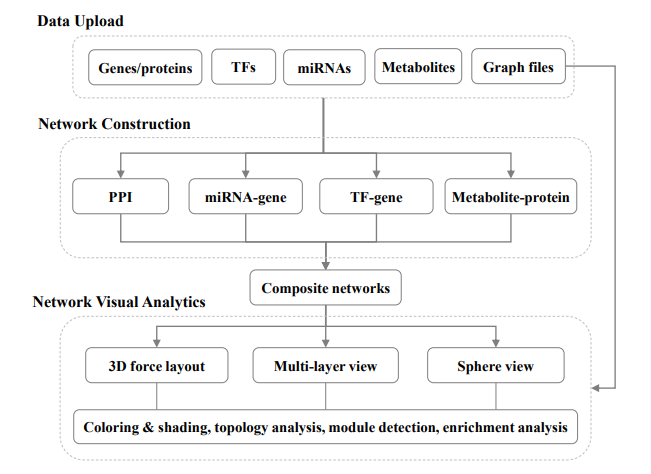 Data Upload
Genes/proteins
TFs
miRNAs
Metabolites
Graph files
Network Construction
PPI
miRNA-gene
TF-gene
Metabolite-protein
Composite networks
Network Visual Analytics
3D force layout
Multi-layer view
Sphere view
Coloring & shading, topology analysis, module detection, enrichment analysis